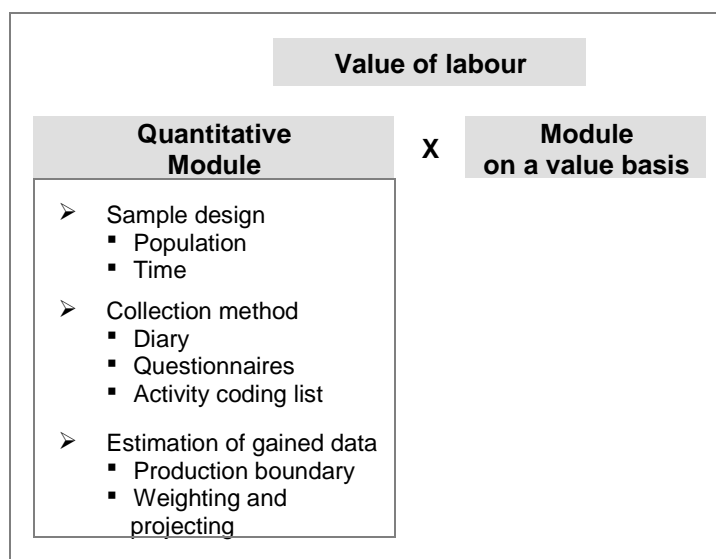 Value of labour
Quantitative
Module
X
Module
on a value basis
➢ Sample design
▪ Population
▪ Time
➢ Collection method
▪ Diary
▪ Questionnaires
▪ Activity coding list
➢ Estimation of gained data
▪ Production boundary
▪ Weighting and
projecting